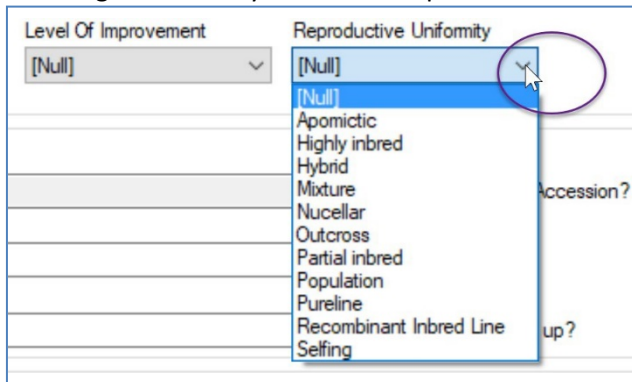 Level Of Improvement Reproductive Uniformity
[Null] [Null]
[Null]
Apomictic
Highly inbred
Hybrid
Mixture
Accession?
Nucellar
Outcross
Partial inbred
Population
Pureline
Recombinant Inbred Line
up?
Selfing